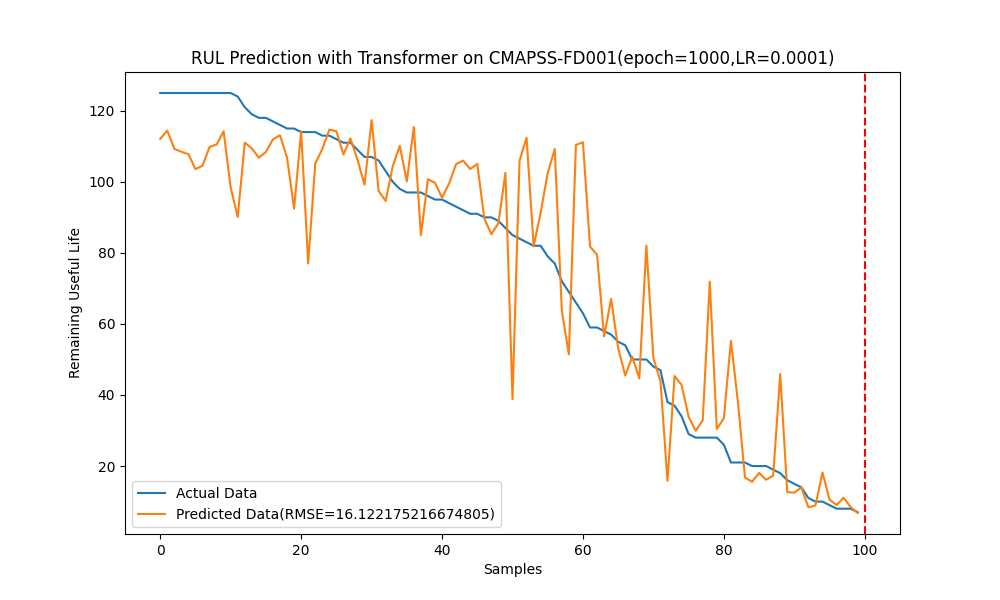 RUL Prediction with Transformer on CMAPSS-FD001(epoch=1000,LR=0.0001)
Remaining Useful Life
120
100
80
60
40
20
Actual Data
Predicted Data(RMSE=16.122175216674805)
0 20 40 60 80 100
Samples